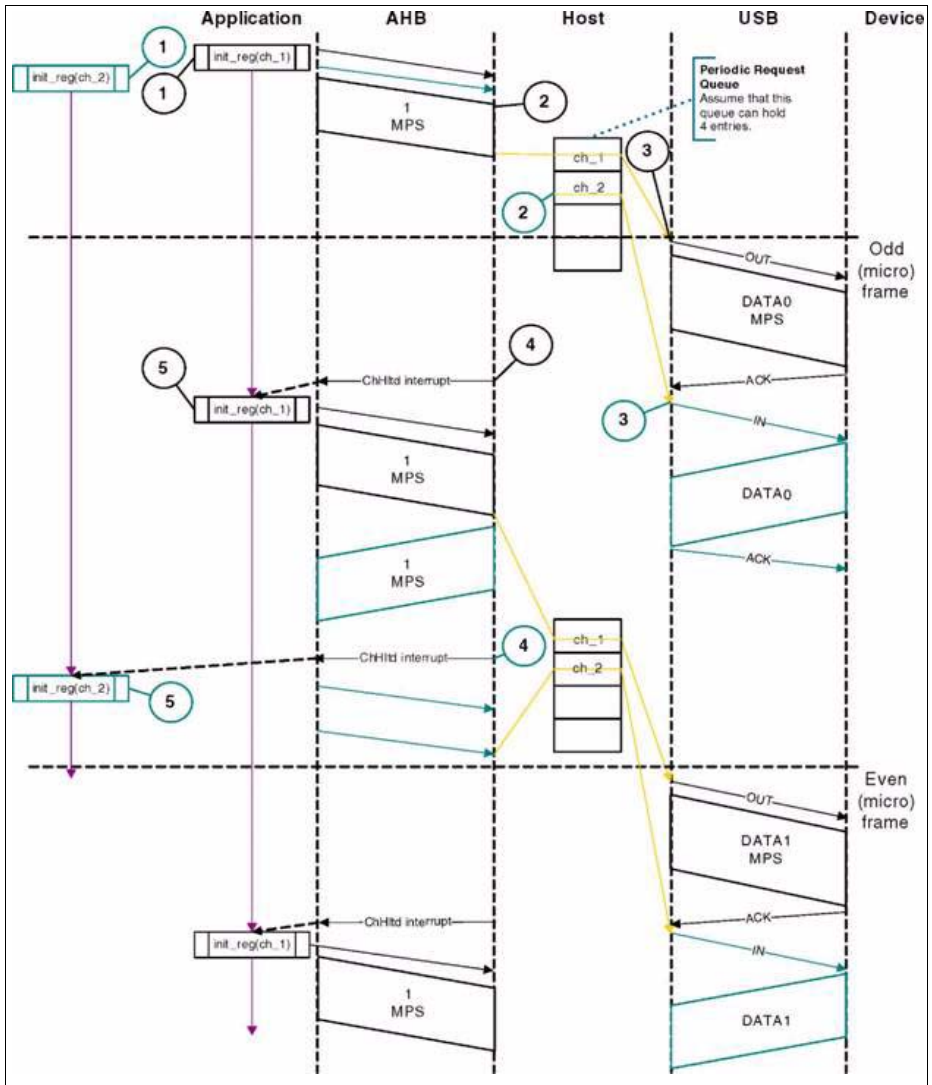 Application AHB Host USB Device
1
init_reg(ch_1)
init_reg(ch_2)
1
Periodic Request
Queue
Assume that this
queue can hold
4 entries.
1
MPS
2
3
ch_1
ch_2
2
Odd
(micro)
frame
OUT
DATA0
MPS
4
5
ChHltd interrupt
ACK
init_reg(ch_1)
3
IN
1
MPS
DATA0
ACK
1
MPS
4
ch_1
ChHltd interrupt
ch_2
init_reg(ch_2)
5
Even
(micro)
frame
OUT
DATA1
MPS
ChHltd interrupt
ACK
init_reg(ch_1)
IN
1
MPS
DATA1